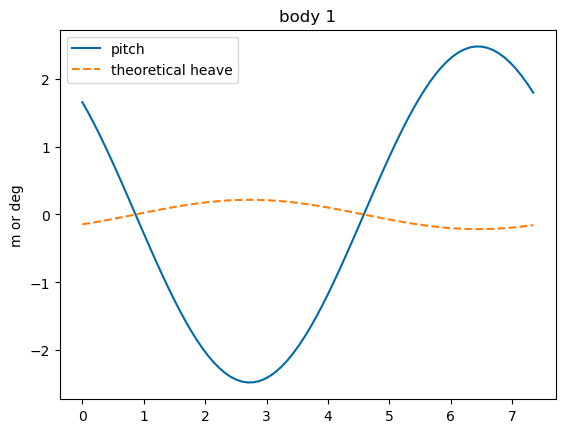 body 1
pitch
theoretical heave
m or deg
2
1
0
−1
−2
0 1 2 3 4 5 6 7